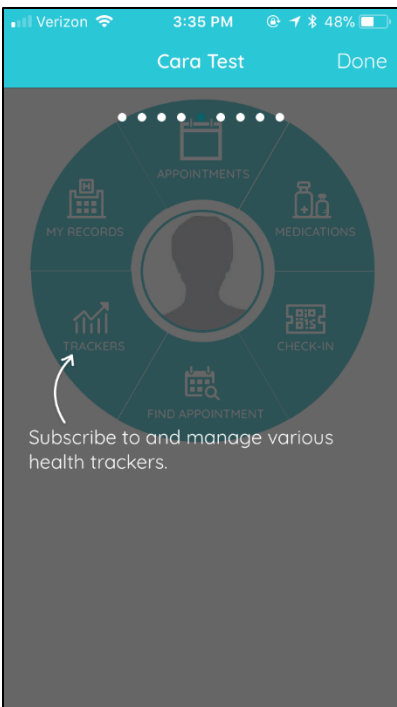 Verizon 3:35 PM 48%
Cara Test Done
APPOINTMENTS
MY RECORDS MEDICATIONS
TRACKERS CHECK-IN
FIND APPOINTMENT
Subscribe to and manage various
health trackers.